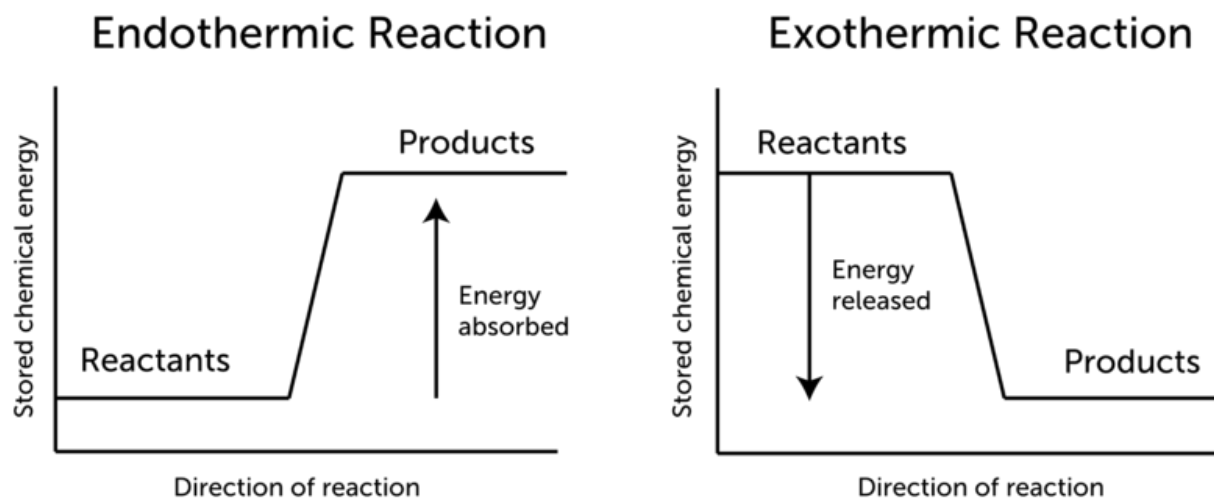 Endothermic Reaction
Stored chemical energy
Products
Energy
absorbed
Reactants
Direction of reaction
Exothermic Reaction
Stored chemical energy
Reactants
Energy
released
Products
Direction of reaction